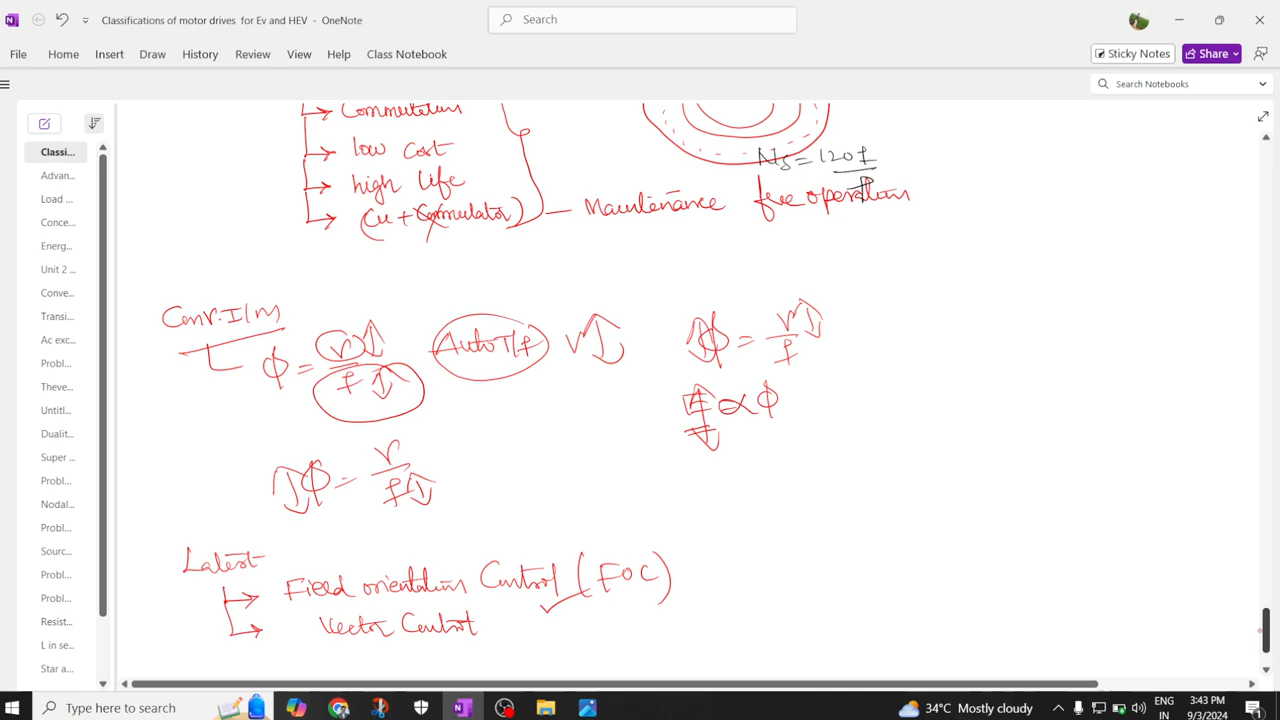 Classifications of motor drives for Ev and HEV - OneNote
Search
File Home Insert Draw History View Help Class Notebook
Sticky Notes
Share
Search Notebooks
Classi...
Advan...
Load ...
Conce...
Energ...
Unit 2 ...
Conve...
Transi...
Ac exc...
Probl...
Theve...
Untitl...
Dualit...
Super ...
Probl...
Nodal...
Probl...
Sourc...
Probl...
Probl...
Resist...
L in se...
Star a...
Commutation
low cost
high life
(Cu + Commulator) — Maintenance free operation
Ns = 120f / P
Conv. I(m)
ϕ = v↓ / f↑
Auto T/f
v↑↓
↓ϕ = v↑↓ / f
∝ ϕ
↓ϕ = v / f↑↓
Latest
Field orientation Control (FOC)
Vector Control
Type here to search
34°C Mostly cloudy
ENG
IN
3:43 PM
9/3/2024